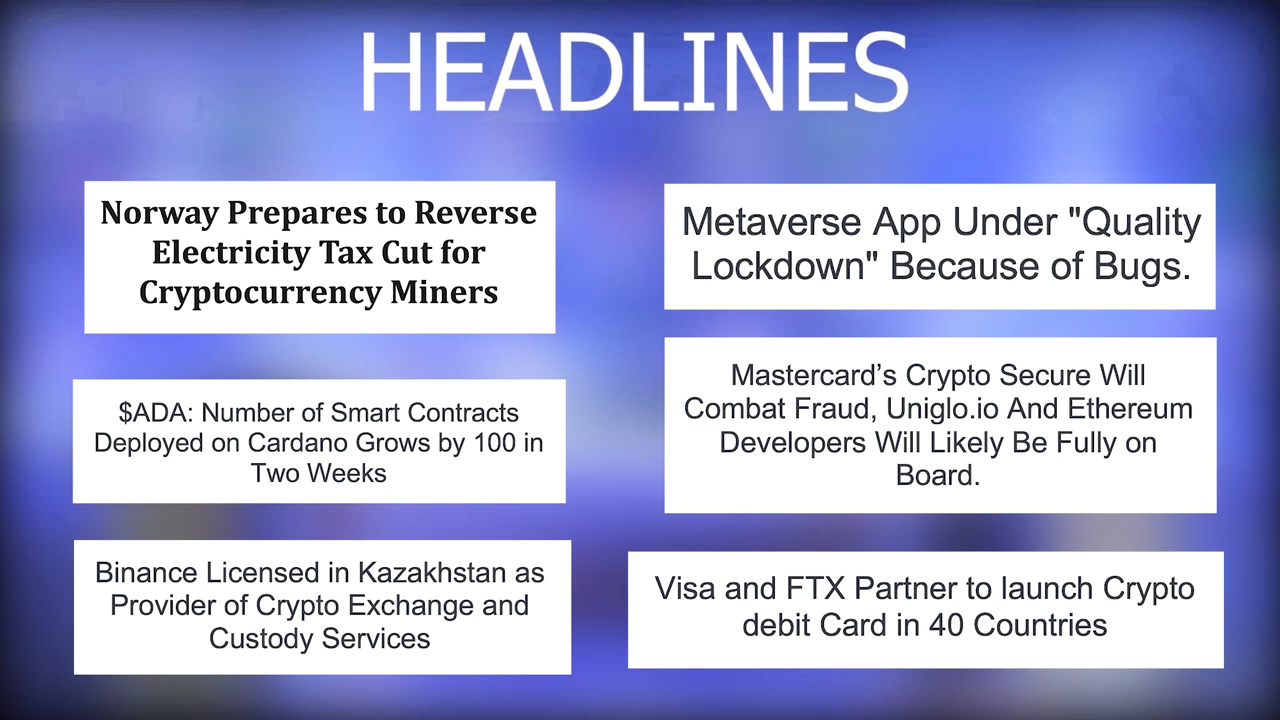 HEADLINES
Norway Prepares to Reverse
Electricity Tax Cut for
Cryptocurrency Miners
$ADA: Number of Smart Contracts
Deployed on Cardano Grows by 100 in
Two Weeks
Binance Licensed in Kazakhstan as
Provider of Crypto Exchange and
Custody Services
Metaverse App Under "Quality
Lockdown" Because of Bugs.
Mastercard’s Crypto Secure Will
Combat Fraud, Uniglo.io And Ethereum
Developers Will Likely Be Fully on
Board.
Visa and FTX Partner to launch Crypto
debit Card in 40 Countries